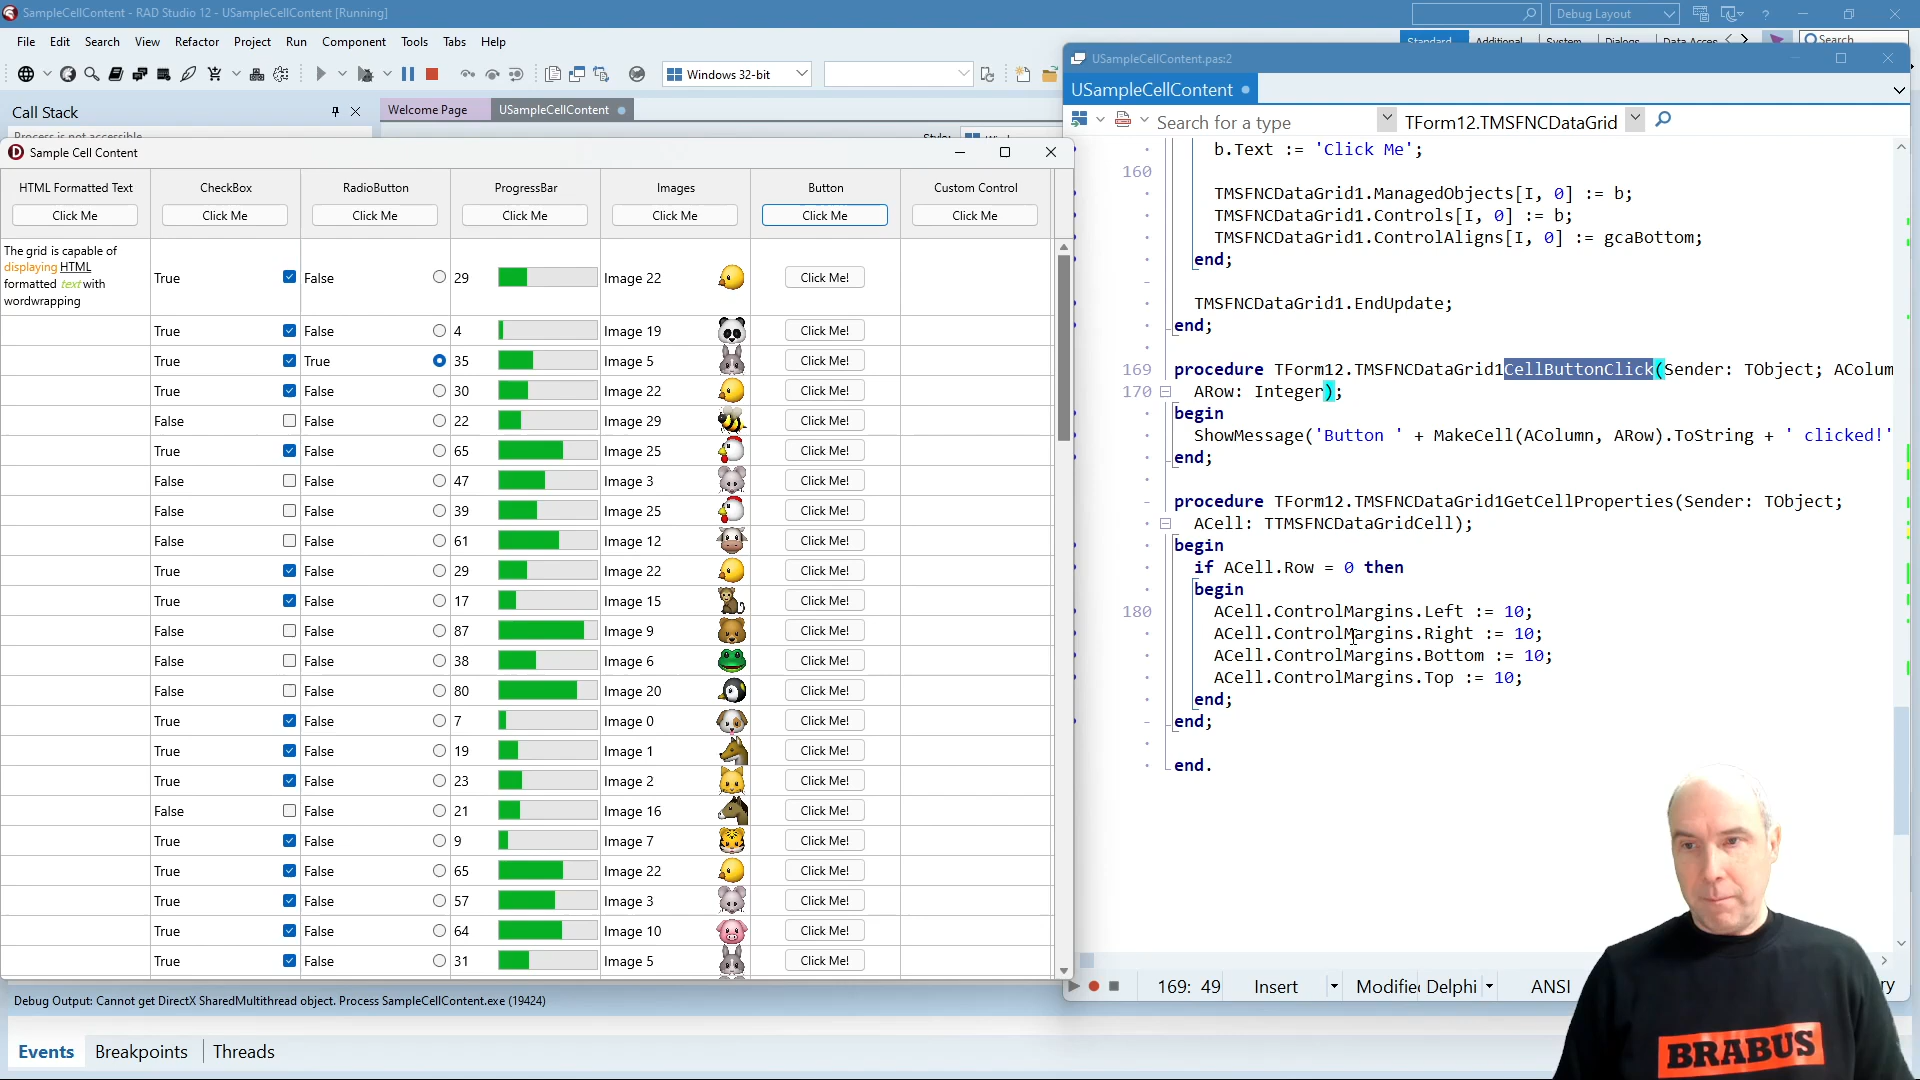 SampleCellContent - RAD Studio 12 - USampleCellContent [Running]
Debug Layout
?
File Edit Search View Refactor Project Run Component Tools Tabs Help
Standard Additional System Dialogs Data Acces
Search
Windows 32-bit
Call Stack
Welcome Page
USampleCellContent
Process is not accessible
Style:
Sample Cell Content
HTML Formatted Text CheckBox RadioButton ProgressBar Images Button Custom Control
Click Me Click Me Click Me Click Me Click Me Click Me Click Me
The grid is capable of
displaying HTML
formatted text with
wordwrapping
True False 29 Image 22 Click Me!
True False 4 Image 19 Click Me!
True True 35 Image 5 Click Me!
True False 30 Image 22 Click Me!
False False 22 Image 29 Click Me!
True False 65 Image 25 Click Me!
False False 47 Image 3 Click Me!
False False 39 Image 25 Click Me!
False False 61 Image 12 Click Me!
True False 29 Image 22 Click Me!
True False 17 Image 15 Click Me!
False False 87 Image 9 Click Me!
False False 38 Image 6 Click Me!
False False 80 Image 20 Click Me!
True False 7 Image 0 Click Me!
True False 19 Image 1 Click Me!
True False 23 Image 2 Click Me!
False False 21 Image 16 Click Me!
True False 9 Image 7 Click Me!
True False 65 Image 22 Click Me!
True False 57 Image 3 Click Me!
True False 64 Image 10 Click Me!
True False 31 Image 5 Click Me!
Debug Output: Cannot get DirectX SharedMultithread object. Process SampleCellContent.exe (19424)
Events Breakpoints Threads
USampleCellContent.pas:2
USampleCellContent
Search for a type
TForm12.TMSFNCDataGrid
b.Text := 'Click Me';
160
TMSFNCDataGrid1.ManagedObjects[I, 0] := b;
TMSFNCDataGrid1.Controls[I, 0] := b;
TMSFNCDataGrid1.ControlAligns[I, 0] := gcaBottom;
end;
TMSFNCDataGrid1.EndUpdate;
end;
169 procedure TForm12.TMSFNCDataGrid1CellButtonClick(Sender: TObject; AColum
170 ARow: Integer);
begin
ShowMessage('Button ' + MakeCell(AColumn, ARow).ToString + ' clicked!'
end;
procedure TForm12.TMSFNCDataGrid1GetCellProperties(Sender: TObject;
ACell: TTMSFNCDataGridCell);
begin
if ACell.Row = 0 then
begin
180 ACell.ControlMargins.Left := 10;
ACell.ControlMargins.Right := 10;
ACell.ControlMargins.Bottom := 10;
ACell.ControlMargins.Top := 10;
end;
end;
end.
169: 49 Insert Modified Delphi ANSI
BRABUS